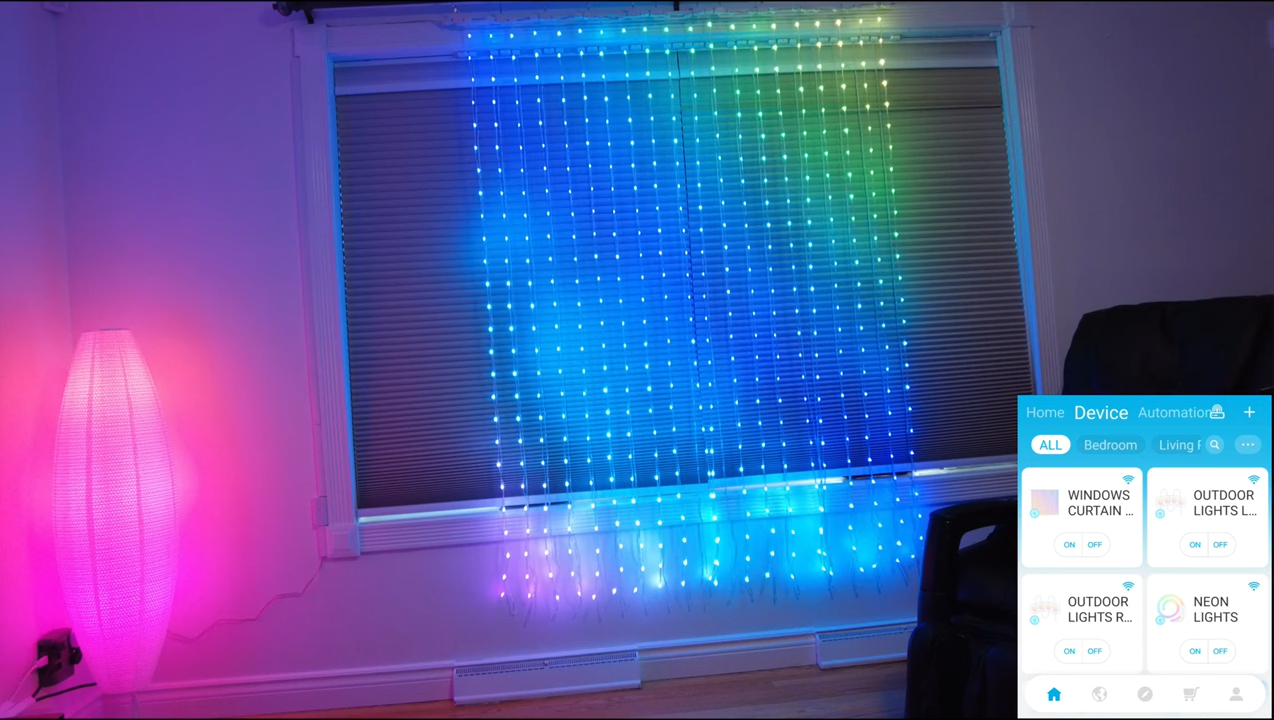 Home Device Automation
ALL Bedroom Living
WINDOWS
CURTAIN ...
OUTDOOR
LIGHTS L...
ON OFF
ON OFF
OUTDOOR
LIGHTS R...
NEON
LIGHTS
ON OFF
ON OFF